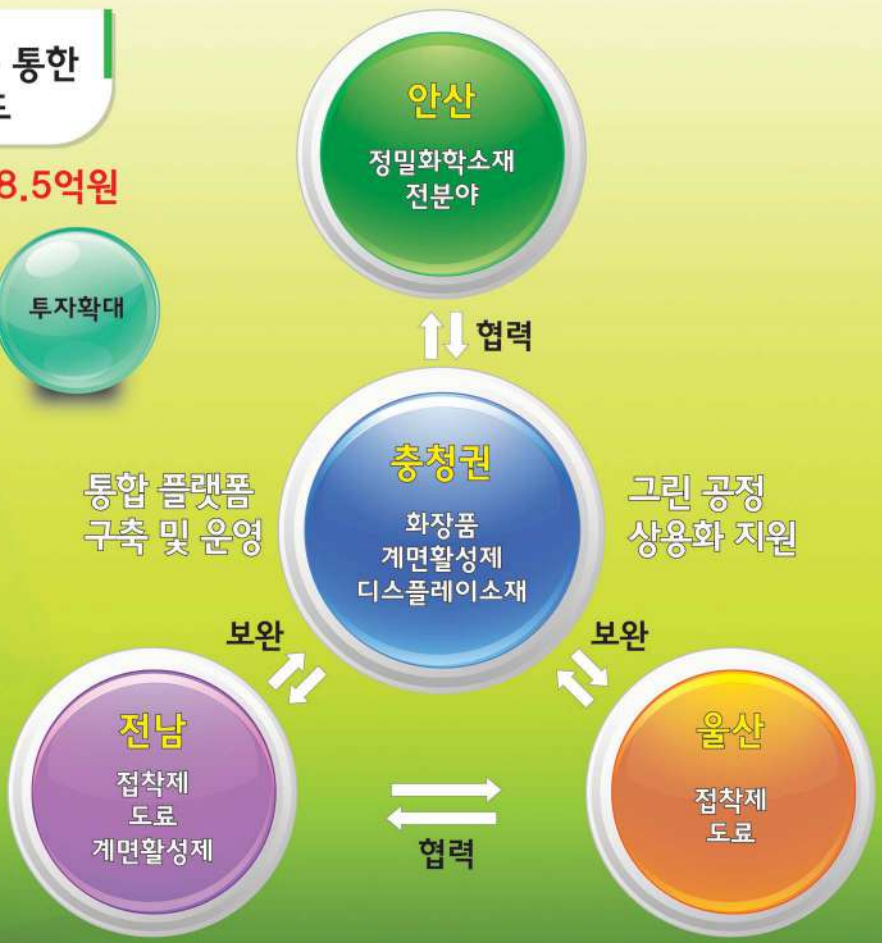 통한
8.5억원
투자확대
안산
정밀화학소재
전분야
협력
충청권
화장품
계면활성제
디스플레이소재
통합 플랫폼
구축 및 운영
그린 공정
상용화 지원
보완
보완
전남
접착제
도료
계면활성제
협력
울산
접착제
도료